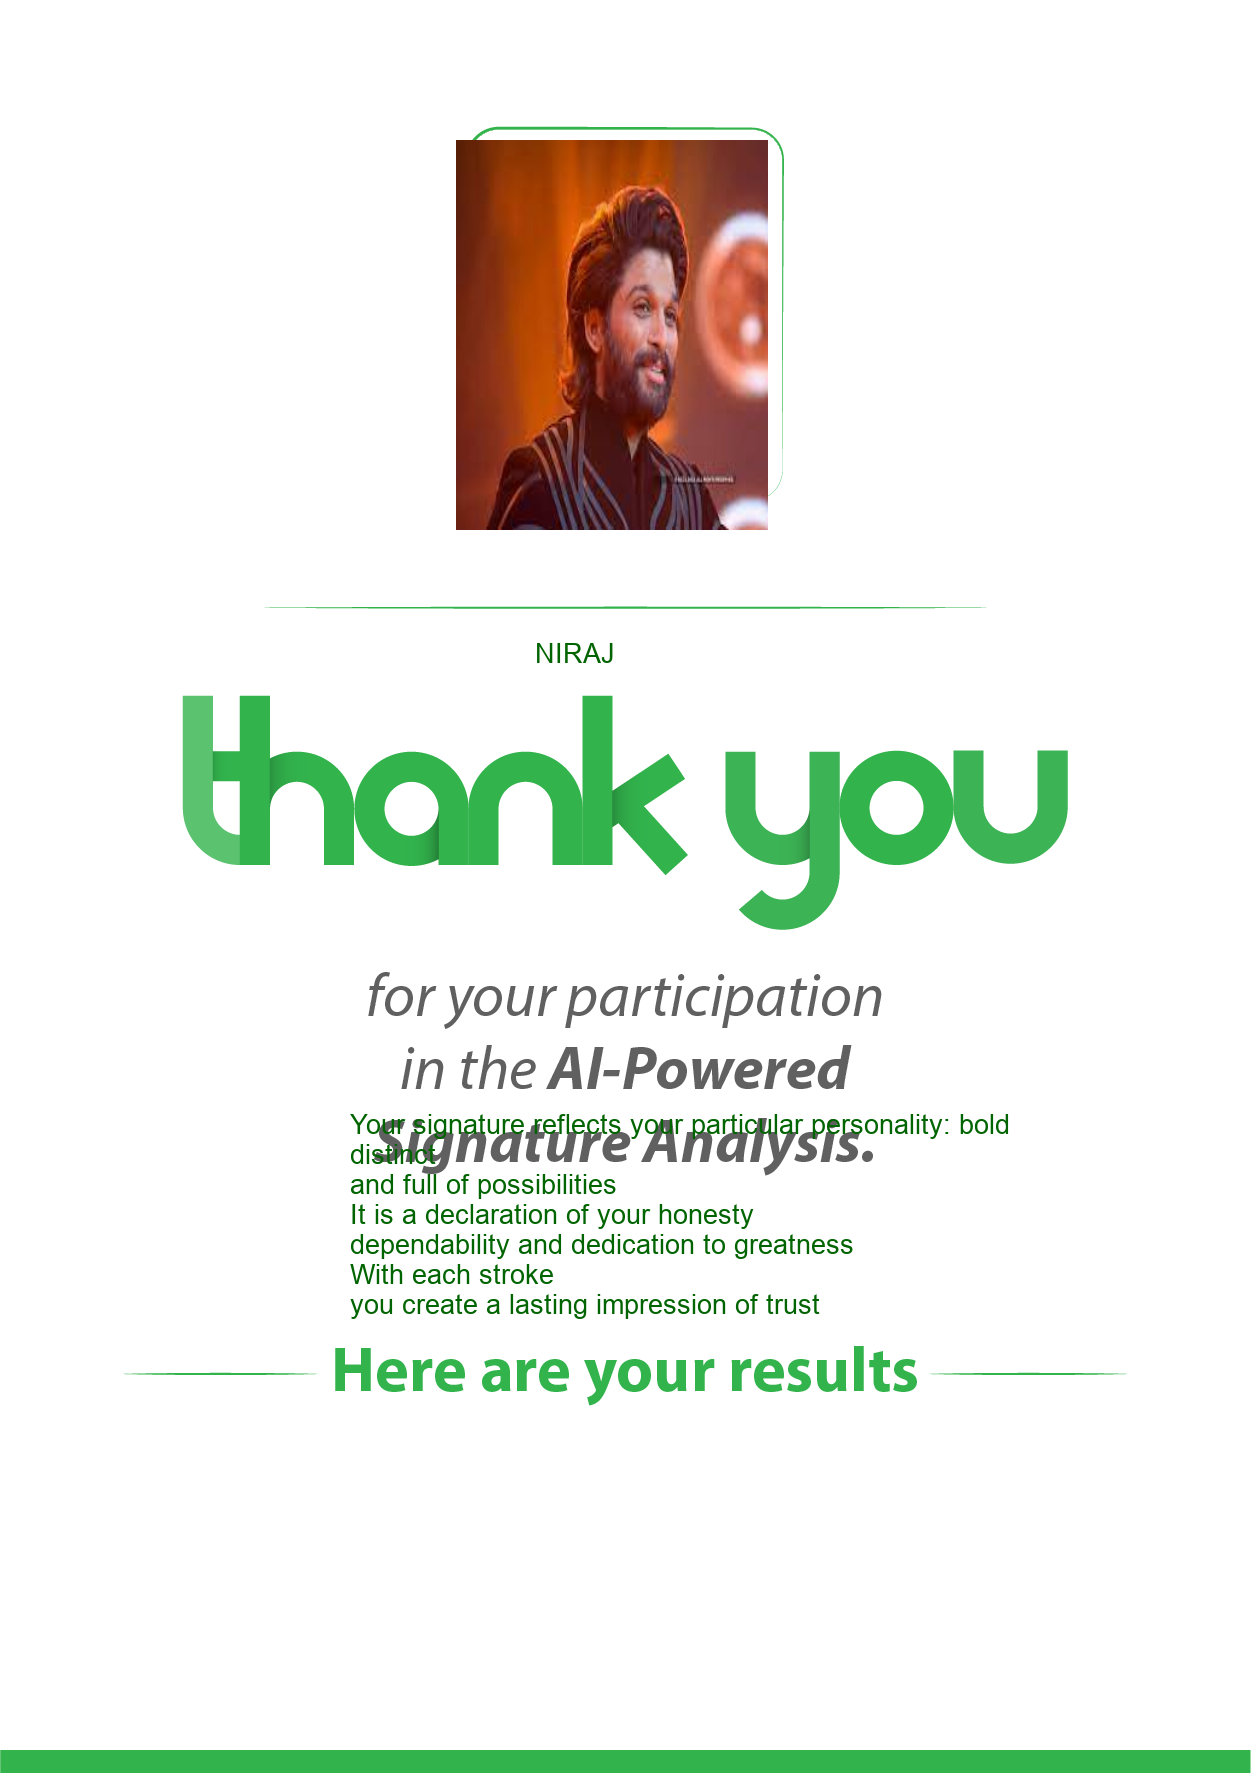 NIRAJ
thank you
for your participation
in the AI-Powered
Signature Analysis.
Your signature reflects your particular personality: bold
distinct
and full of possibilities
It is a declaration of your honesty
dependability and dedication to greatness
With each stroke
you create a lasting impression of trust
Here are your results